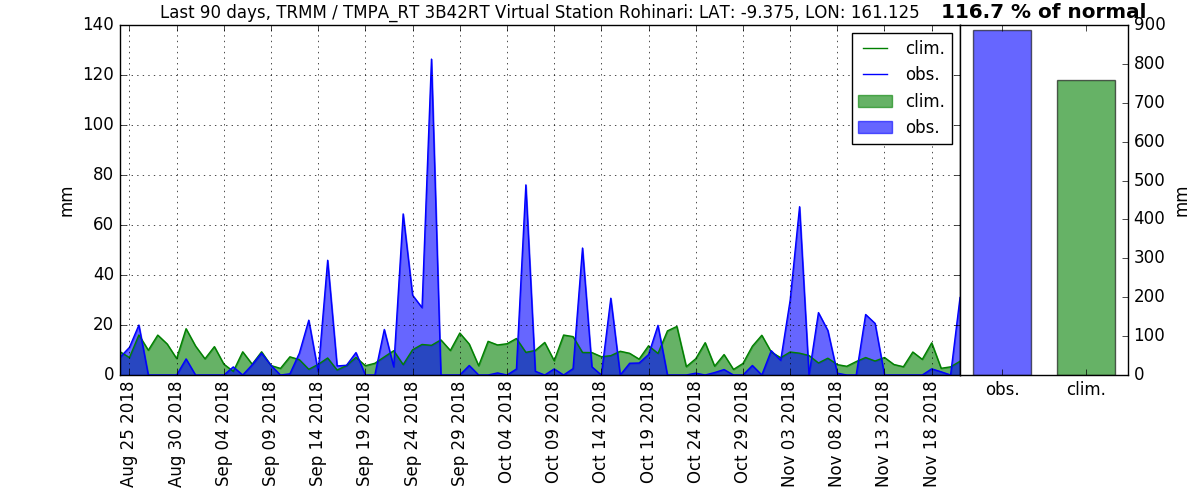 Last 90 days, TRMM / TMPA_RT 3B42RT Virtual Station Rohinari: LAT: -9.375, LON: 161.125
116.7 % of normal
140
120
100
80
60
40
20
0
mm
clim.
obs.
clim.
obs.
900
800
700
600
500
400
300
200
100
0
mm
obs.
clim.
Aug 25 2018
Aug 30 2018
Sep 04 2018
Sep 09 2018
Sep 14 2018
Sep 19 2018
Sep 24 2018
Sep 29 2018
Oct 04 2018
Oct 09 2018
Oct 14 2018
Oct 19 2018
Oct 24 2018
Oct 29 2018
Nov 03 2018
Nov 08 2018
Nov 13 2018
Nov 18 2018